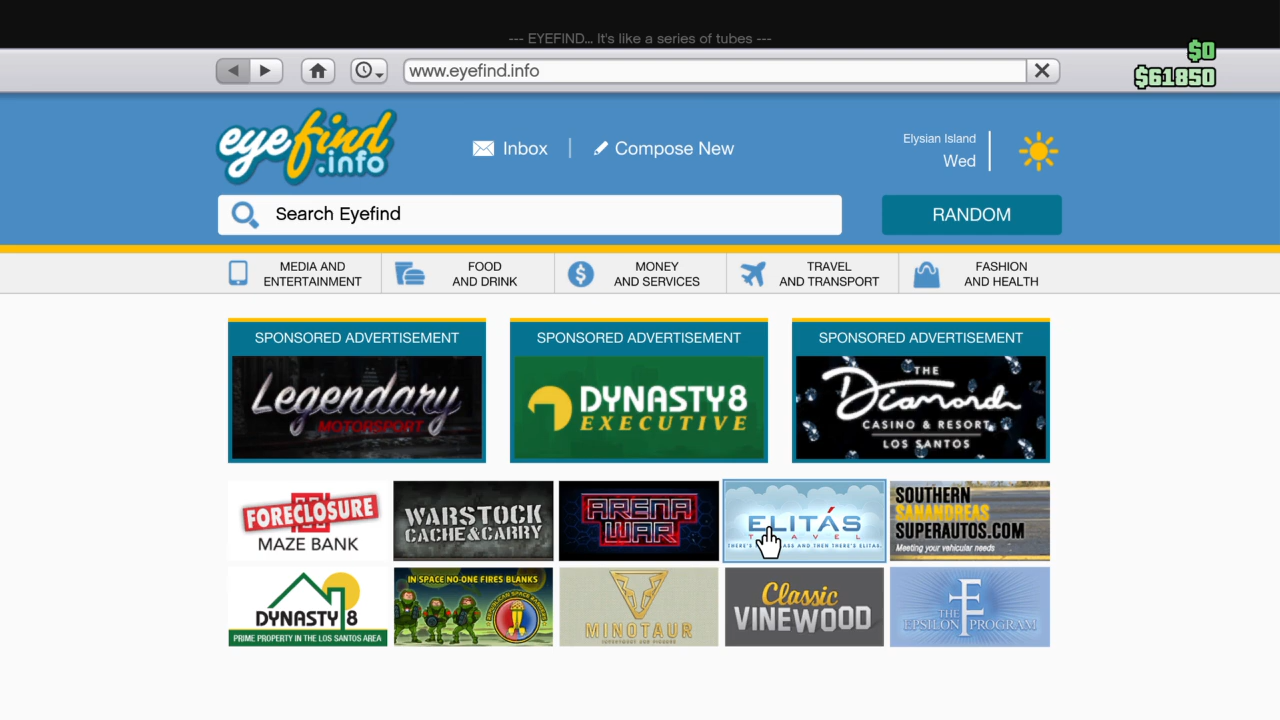 --- EYEFIND... It's like a series of tubes ---
$0
www.eyefind.info
$61850
eyefind
.info
Inbox
Compose New
Elysian Island
Wed
Search Eyefind
RANDOM
MEDIA AND
ENTERTAINMENT
FOOD
AND DRINK
MONEY
AND SERVICES
TRAVEL
AND TRANSPORT
FASHION
AND HEALTH
SPONSORED ADVERTISEMENT
Legendary
MOTORSPORT
SPONSORED ADVERTISEMENT
DYNASTY 8
EXECUTIVE
SPONSORED ADVERTISEMENT
THE
Diamond
CASINO & RESORT
LOS SANTOS
FORECLOSURE
MAZE BANK
WARSTOCK
CACHE&CARRY
ARENA
WAR
ELITÁS
TRAVEL
THERE'S ASS AND THEN THERE'S ELITAS.
SOUTHERN
SANANDREAS
SUPERAUTOS.COM
Meeting your vehicular needs
DYNASTY 8
PRIME PROPERTY IN THE LOS SANTOS AREA
IN SPACE NO-ONE FIRES BLANKS
MINOTAUR
Classic
VINEWOOD
THE
EPSILON PROGRAM